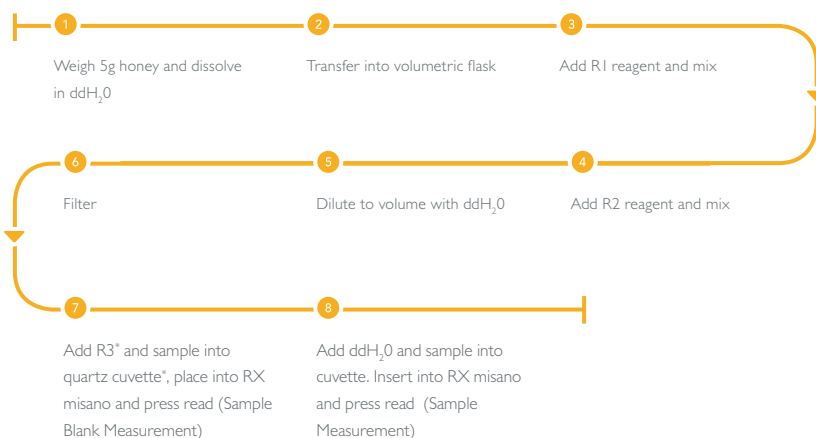 1
Weigh 5g honey and dissolve
in ddH₂0
2
Transfer into volumetric flask
3
Add R1 reagent and mix
4
Add R2 reagent and mix
5
Dilute to volume with ddH₂0
6
Filter
7
Add R3* and sample into
quartz cuvette*, place into RX
misano and press read (Sample
Blank Measurement)
8
Add ddH₂0 and sample into
cuvette. Insert into RX misano
and press read (Sample
Measurement)